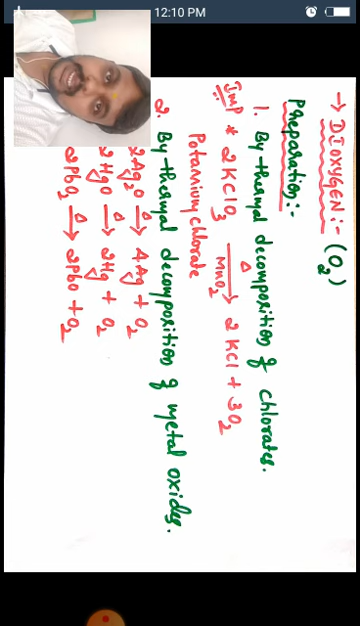 12:10 PM
→ DIOXYGEN:- (O₂)
Preparation:-
1. By thermal decomposition of chlorates.
Imp * 2KClO₃ —Δ/MnO₂→ 2KCl + 3O₂
Potassium chlorate
2. By thermal decomposition of metal oxides.
2Ag₂O —Δ→ 4Ag + O₂
2HgO —Δ→ 2Hg + O₂
2PbO₂ —Δ→ 2PbO + O₂